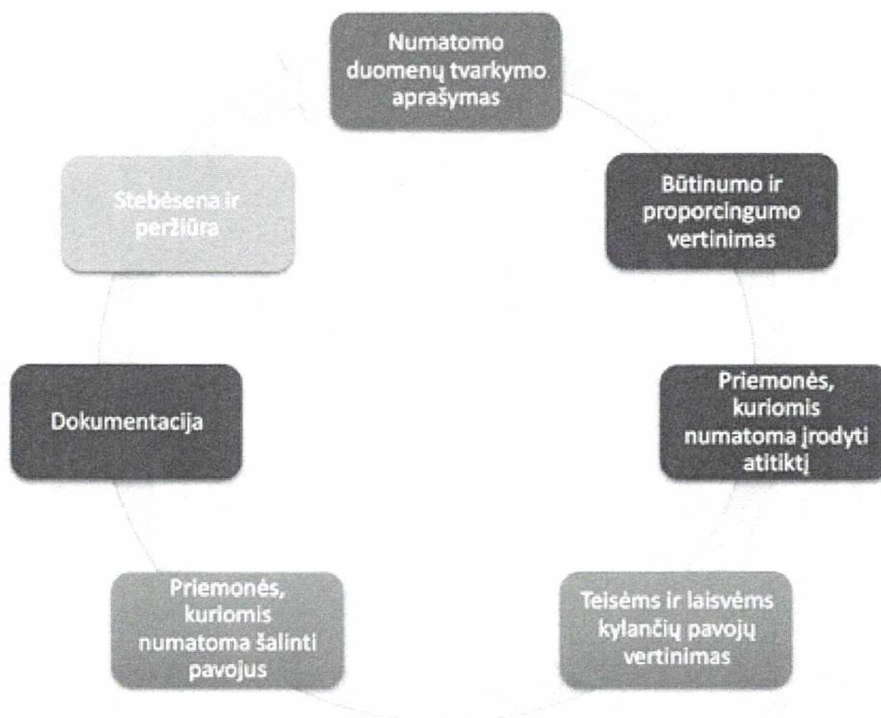 Numatomo
duomenų tvarkymo
aprašymas
Būtinumo ir
proporcingumo
vertinimas
Priemonės,
kuriomis
numatoma įrodyti
atitiktį
Teisėms ir laisvėms
kylančių pavojų
vertinimas
Priemonės,
kuriomis
numatoma šalinti
pavojus
Dokumentacija
Stebėsena ir
peržiūra